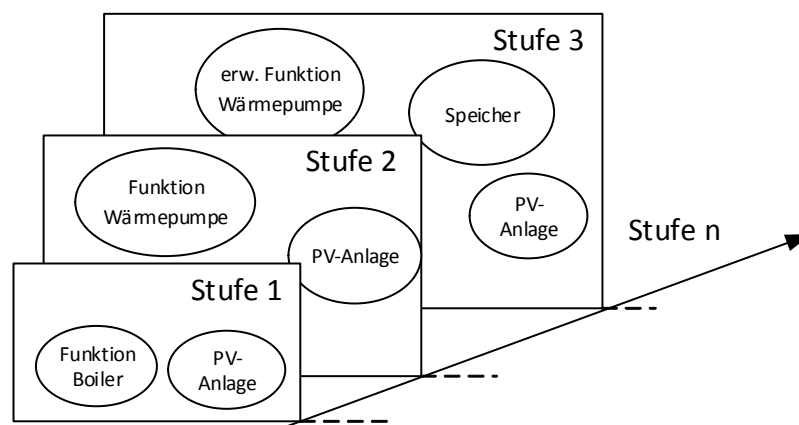 Stufe 3
erw. Funktion
Wärmepumpe
Speicher
PV-
Anlage
Stufe 2
Funktion
Wärmepumpe
PV-Anlage
Stufe n
Stufe 1
Funktion
Boiler
PV-
Anlage